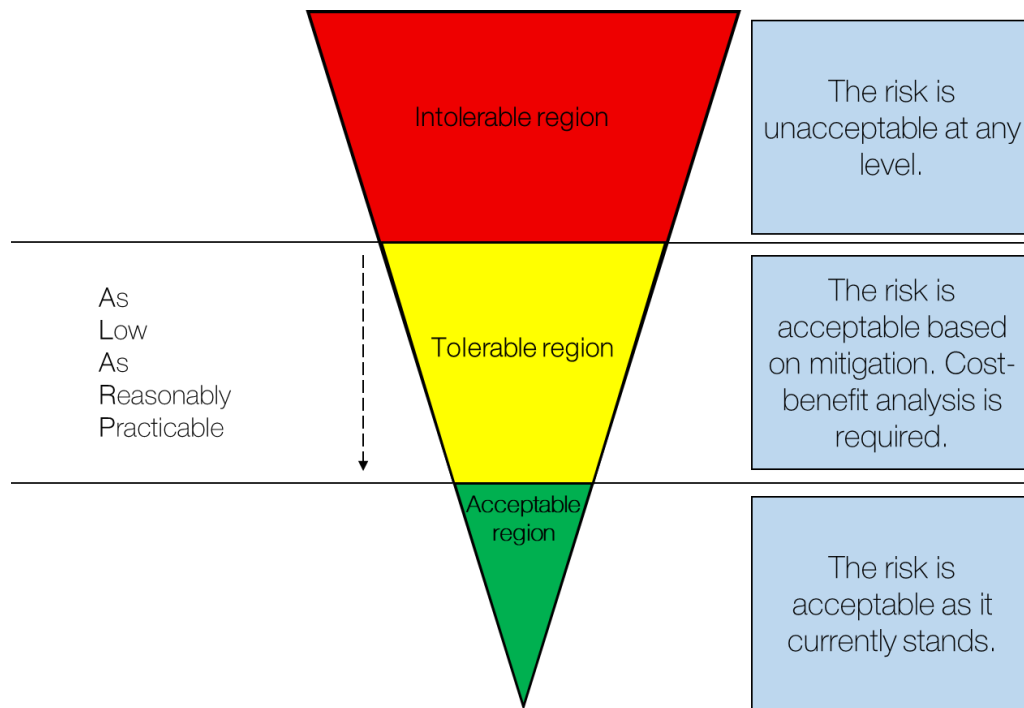 Intolerable region
The risk is
unacceptable at any
level.
As
Low
As
Reasonably
Practicable
Tolerable region
The risk is
acceptable based
on mitigation. Cost-
benefit analysis is
required.
Acceptable
region
The risk is
acceptable as it
currently stands.